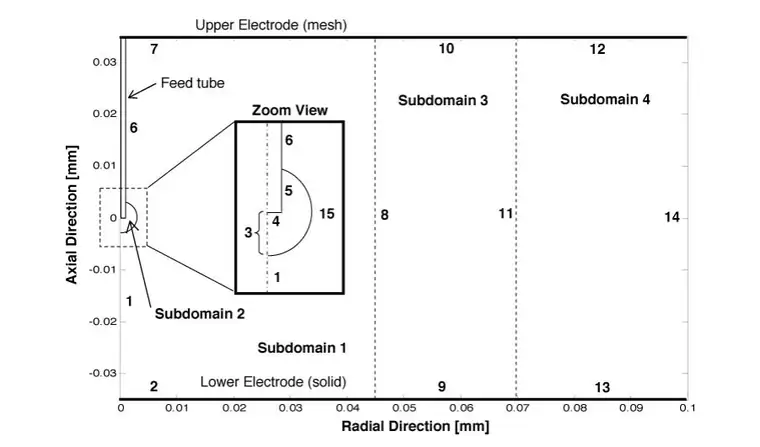 Upper Electrode (mesh)
7 10 12
0.03
Feed tube
Subdomain 3 Subdomain 4
0.02
Zoom View
6 6
0.01
5
0 4 15 8 11 14
3
Axial Direction [mm]
-0.01
1 1
Subdomain 2
-0.02
Subdomain 1
-0.03
2 Lower Electrode (solid) 9 13
0 0.01 0.02 0.03 0.04 0.05 0.06 0.07 0.08 0.09 0.1
Radial Direction [mm]